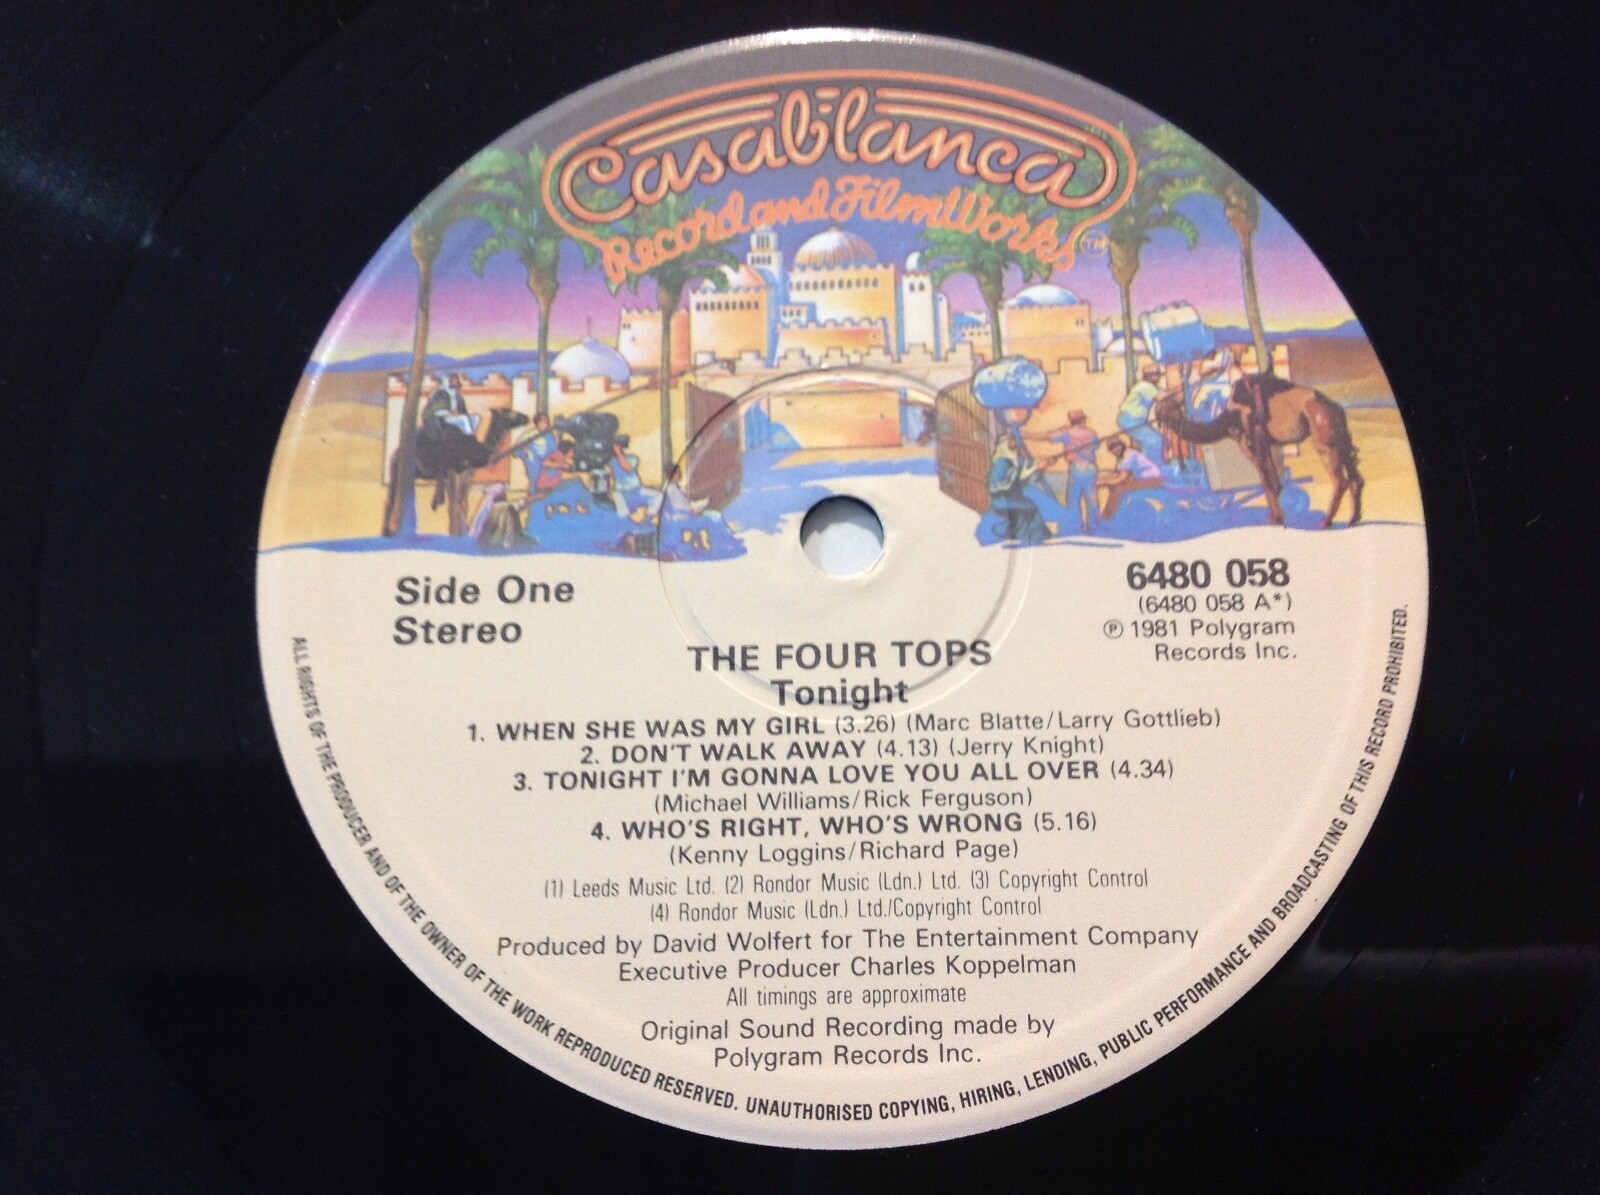 Casablanca
Record and FilmWorks TM
Side One
Stereo
6480 058
(6480 058 A*)
℗ 1981 Polygram
Records Inc.
THE FOUR TOPS
Tonight
1. WHEN SHE WAS MY GIRL (3.26) (Marc Blatte/Larry Gottlieb)
2. DON'T WALK AWAY (4.13) (Jerry Knight)
3. TONIGHT I'M GONNA LOVE YOU ALL OVER (4.34)
(Michael Williams/Rick Ferguson)
4. WHO'S RIGHT, WHO'S WRONG (5.16)
(Kenny Loggins/Richard Page)
(1) Leeds Music Ltd. (2) Rondor Music (Ldn.) Ltd. (3) Copyright Control
(4) Rondor Music (Ldn.) Ltd./Copyright Control
Produced by David Wolfert for The Entertainment Company
Executive Producer Charles Koppelman
All timings are approximate
Original Sound Recording made by
Polygram Records Inc.
ALL RIGHTS OF THE PRODUCER AND OF THE OWNER OF THE WORK REPRODUCED RESERVED. UNAUTHORISED COPYING, HIRING, LENDING, PUBLIC PERFORMANCE AND BROADCASTING OF THIS RECORD PROHIBITED.